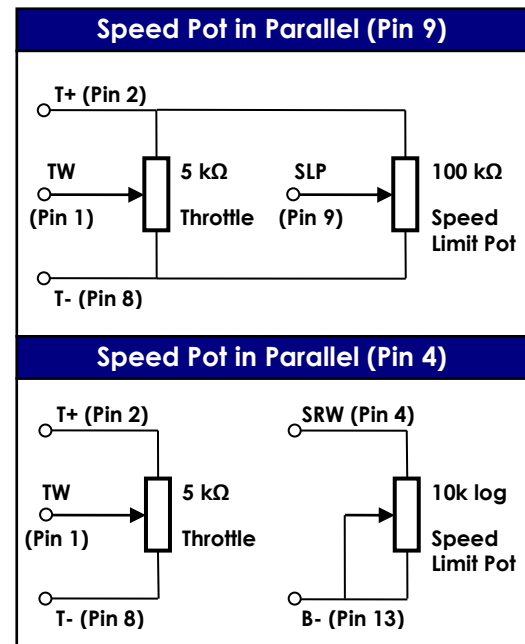 Speed Pot in Parallel (Pin 9)
T+ (Pin 2)
TW
(Pin 1)
5 kΩ
Throttle
SLP
(Pin 9)
100 kΩ
Speed
Limit Pot
T- (Pin 8)
Speed Pot in Parallel (Pin 4)
T+ (Pin 2)
SRW (Pin 4)
TW
(Pin 1)
5 kΩ
Throttle
10k log
Speed
Limit Pot
T- (Pin 8)
B- (Pin 13)